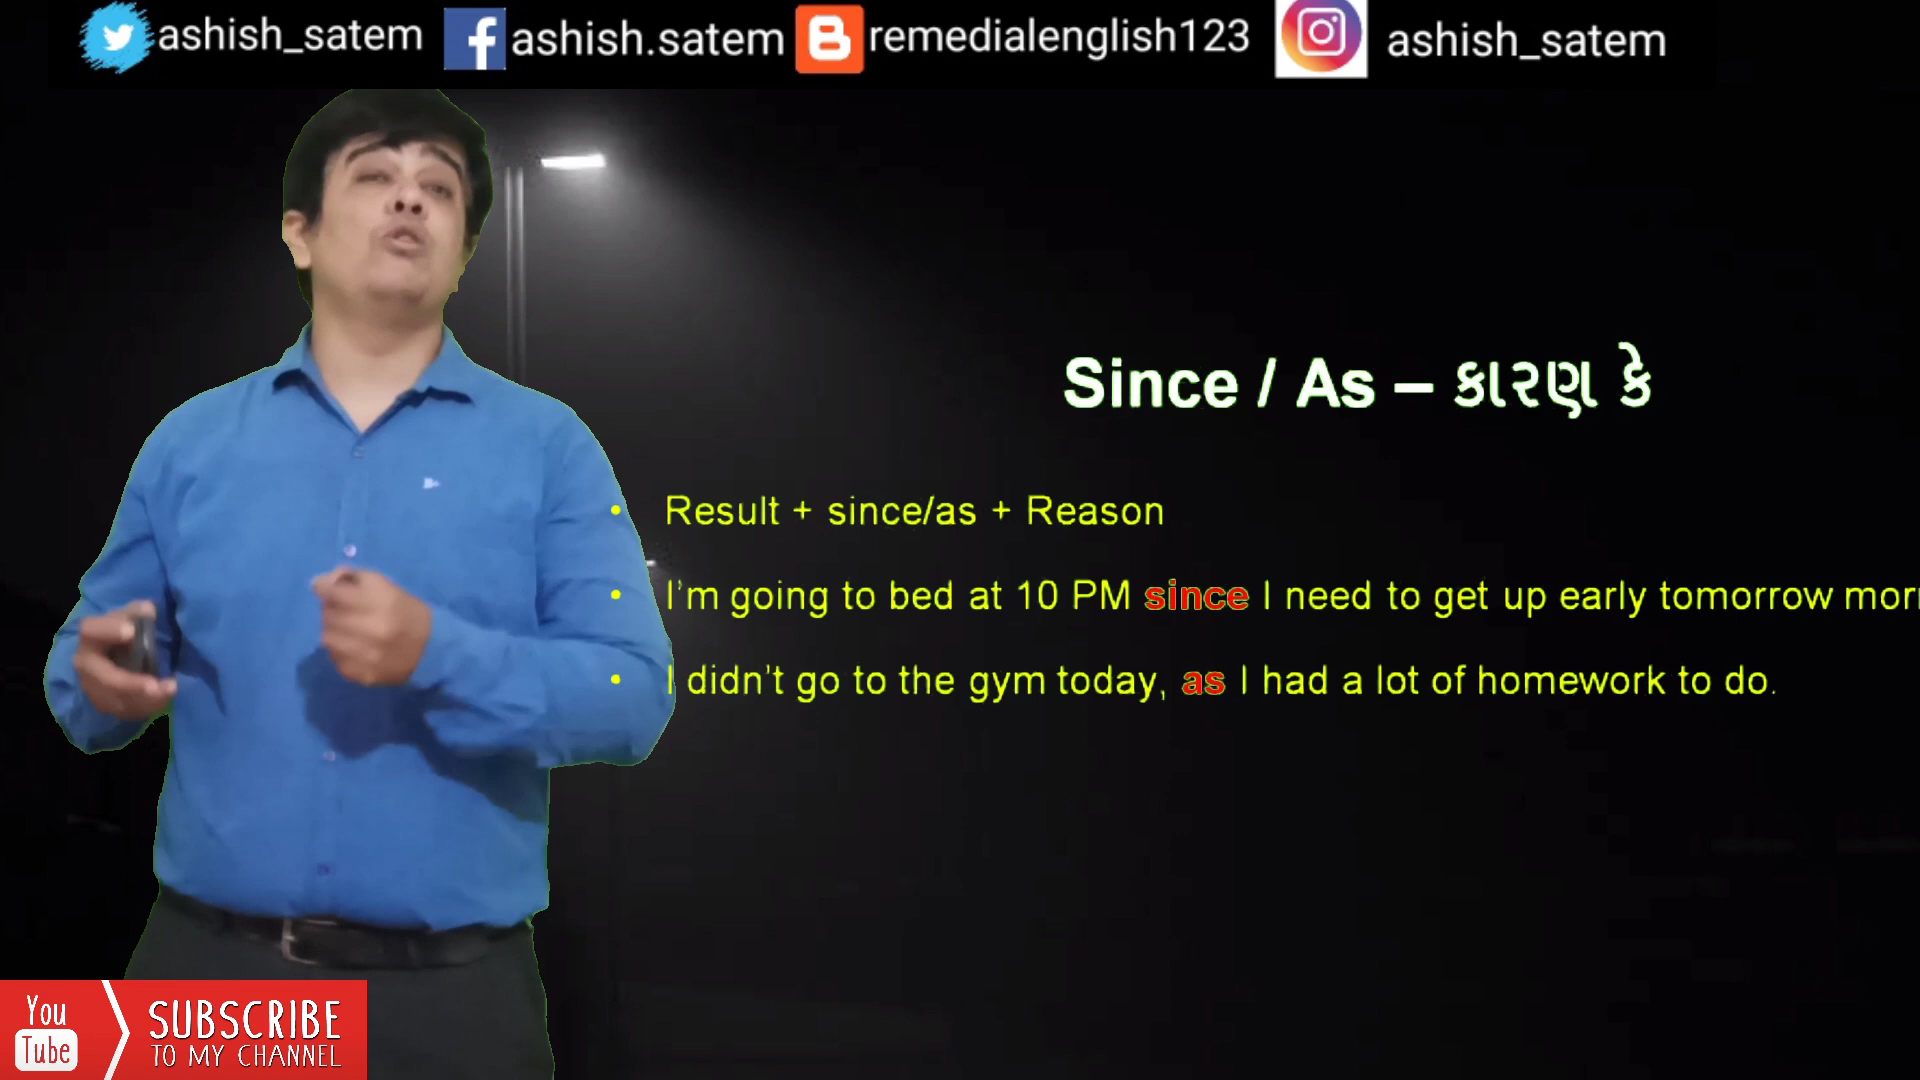 ashish_satem ashish.satem remedialenglish123 ashish_satem
Since / As – કારણ કે
• Result + since/as + Reason
• I'm going to bed at 10 PM since I need to get up early tomorrow
• I didn't go to the gym today, as I had a lot of homework to do.
You
Tube
SUBSCRIBE
TO MY CHANNEL